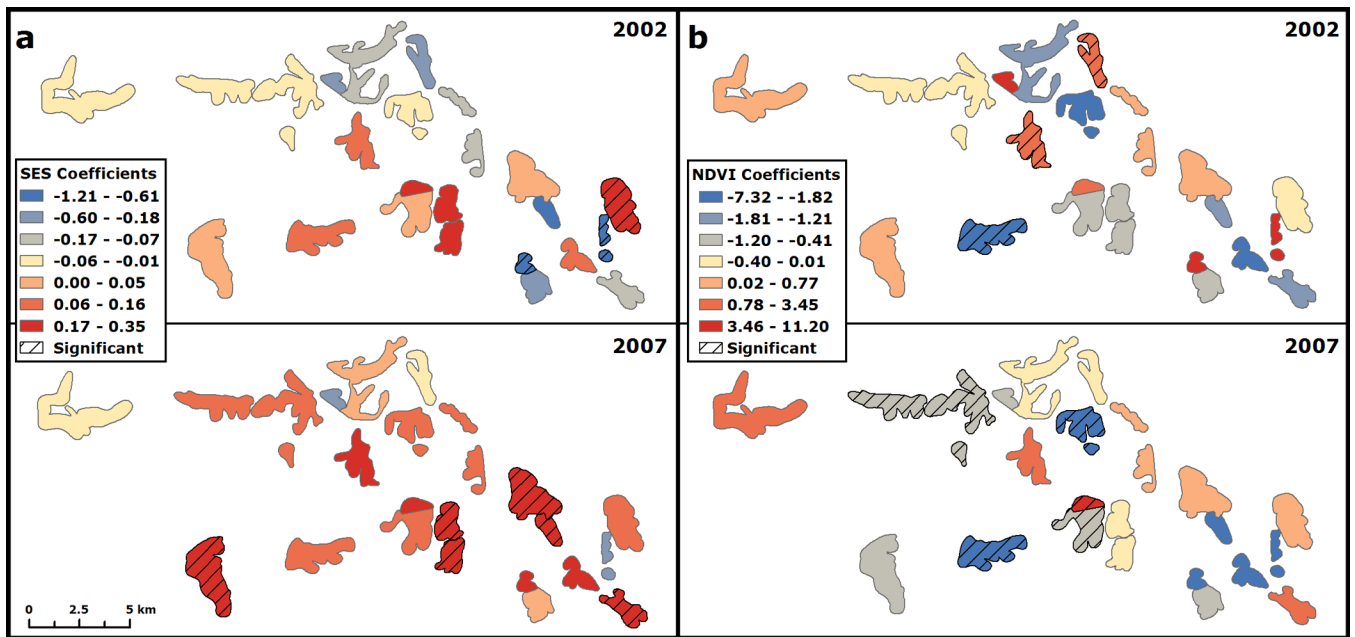 a
2002
SES Coefficients
-1.21 - -0.61
-0.60 - -0.18
-0.17 - -0.07
-0.06 - -0.01
0.00 - 0.05
0.06 - 0.16
0.17 - 0.35
Significant
2007
0 2.5 5 km
b
2002
NDVI Coefficients
-7.32 - -1.82
-1.81 - -1.21
-1.20 - -0.41
-0.40 - 0.01
0.02 - 0.77
0.78 - 3.45
3.46 - 11.20
Significant
2007